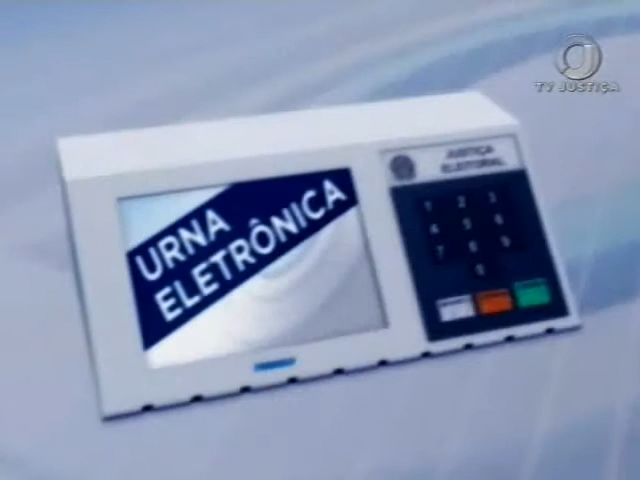 TV JUSTIÇA
JUSTIÇA
ELEITORAL
URNA
ELETRÔNICA
1 2 3
4 5 6
7 8 9
0